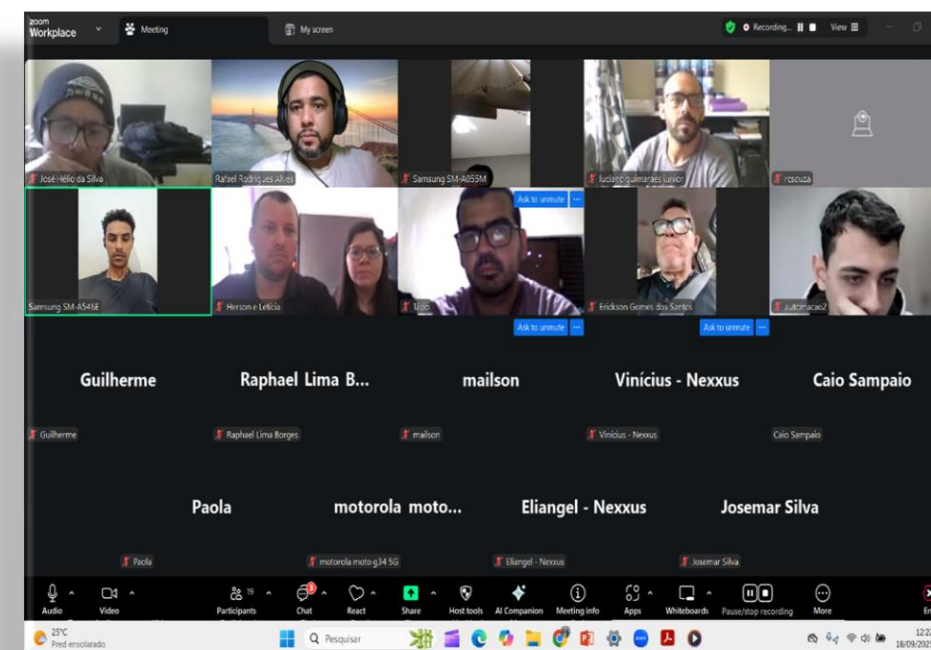 zoom
Workplace
Meeting
My screen
Recording...
View
José Hélio da Silva
Rafael Rodrigues Alves
Samsung SM-A055M
luciano guimarães junior
rcsouza
Ask to unmute
...
Samsung SM-A546E
Herson e Leticia
Erickson Gomes dos Santos
automacao2
Ask to unmute
...
Ask to unmute
...
Guilherme
Raphael Lima B...
mailson
Vinícius - Nexxus
Caio Sampaio
Guilherme
Raphael Lima Borges
mailson
Vinícius - Nexxus
Caio Sampaio
Paola
motorola moto...
Eliangel - Nexxus
Josemar Silva
Paola
motorola moto g34 5G
Eliangel - Nexxus
Josemar Silva
19
3
Audio
Video
Participants
Chat
React
Share
Host tools
AI Companion
Meeting info
Apps
Whiteboards
Pause/stop recording
More
25°C
Pred ensolarado
Pesquisar